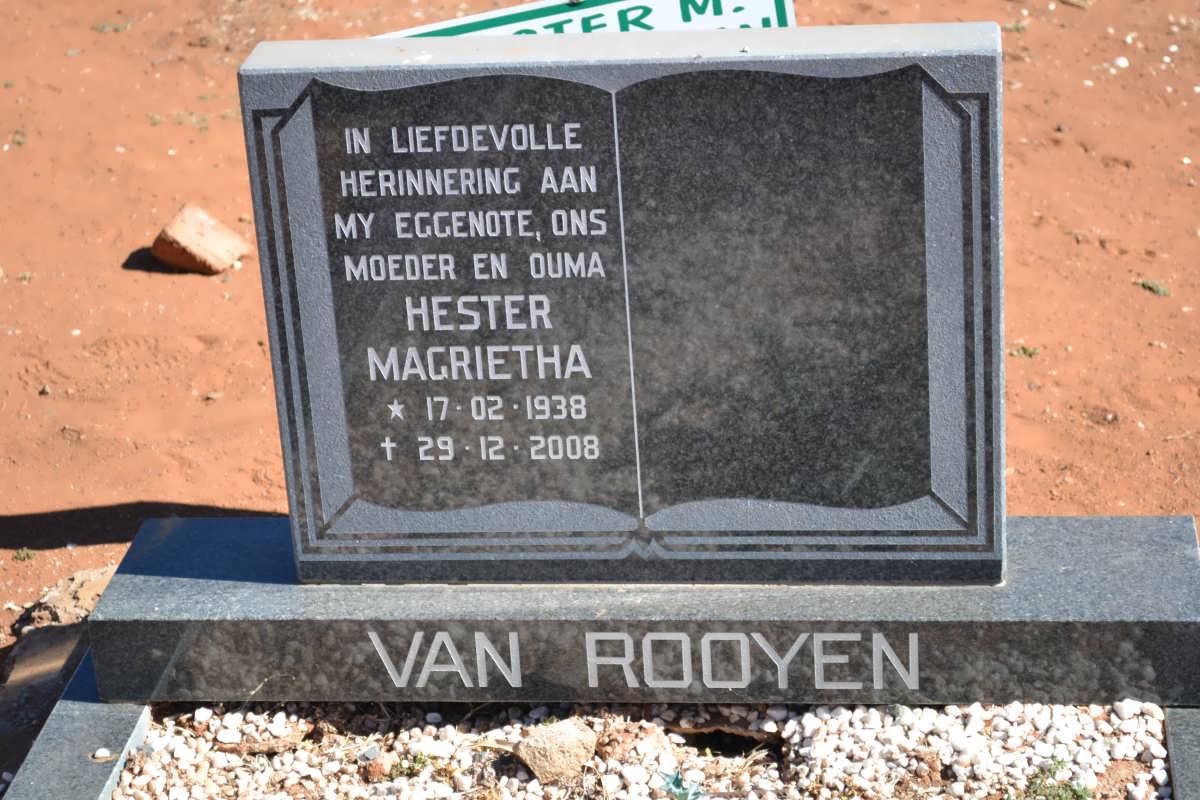 IN LIEFDEVOLLE
HERINNERING AAN
MY EGGENOTE, ONS
MOEDER EN OUMA
HESTER
MAGRIETHA
★ 17·02·1938
✝ 29·12·2008
VAN ROOYEN